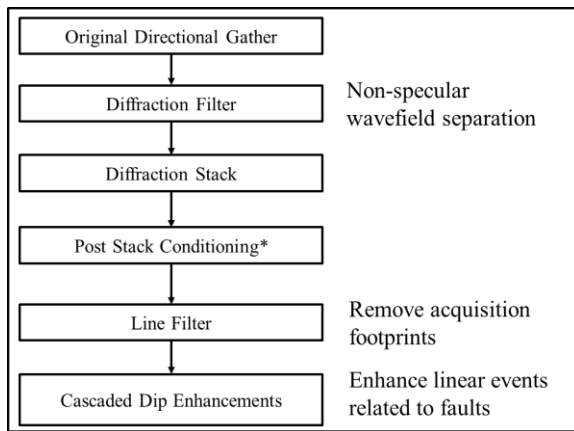 Original Directional Gather
Diffraction Filter
Non-specular
wavefield separation
Diffraction Stack
Post Stack Conditioning*
Line Filter
Remove acquisition
footprints
Cascaded Dip Enhancements
Enhance linear events
related to faults